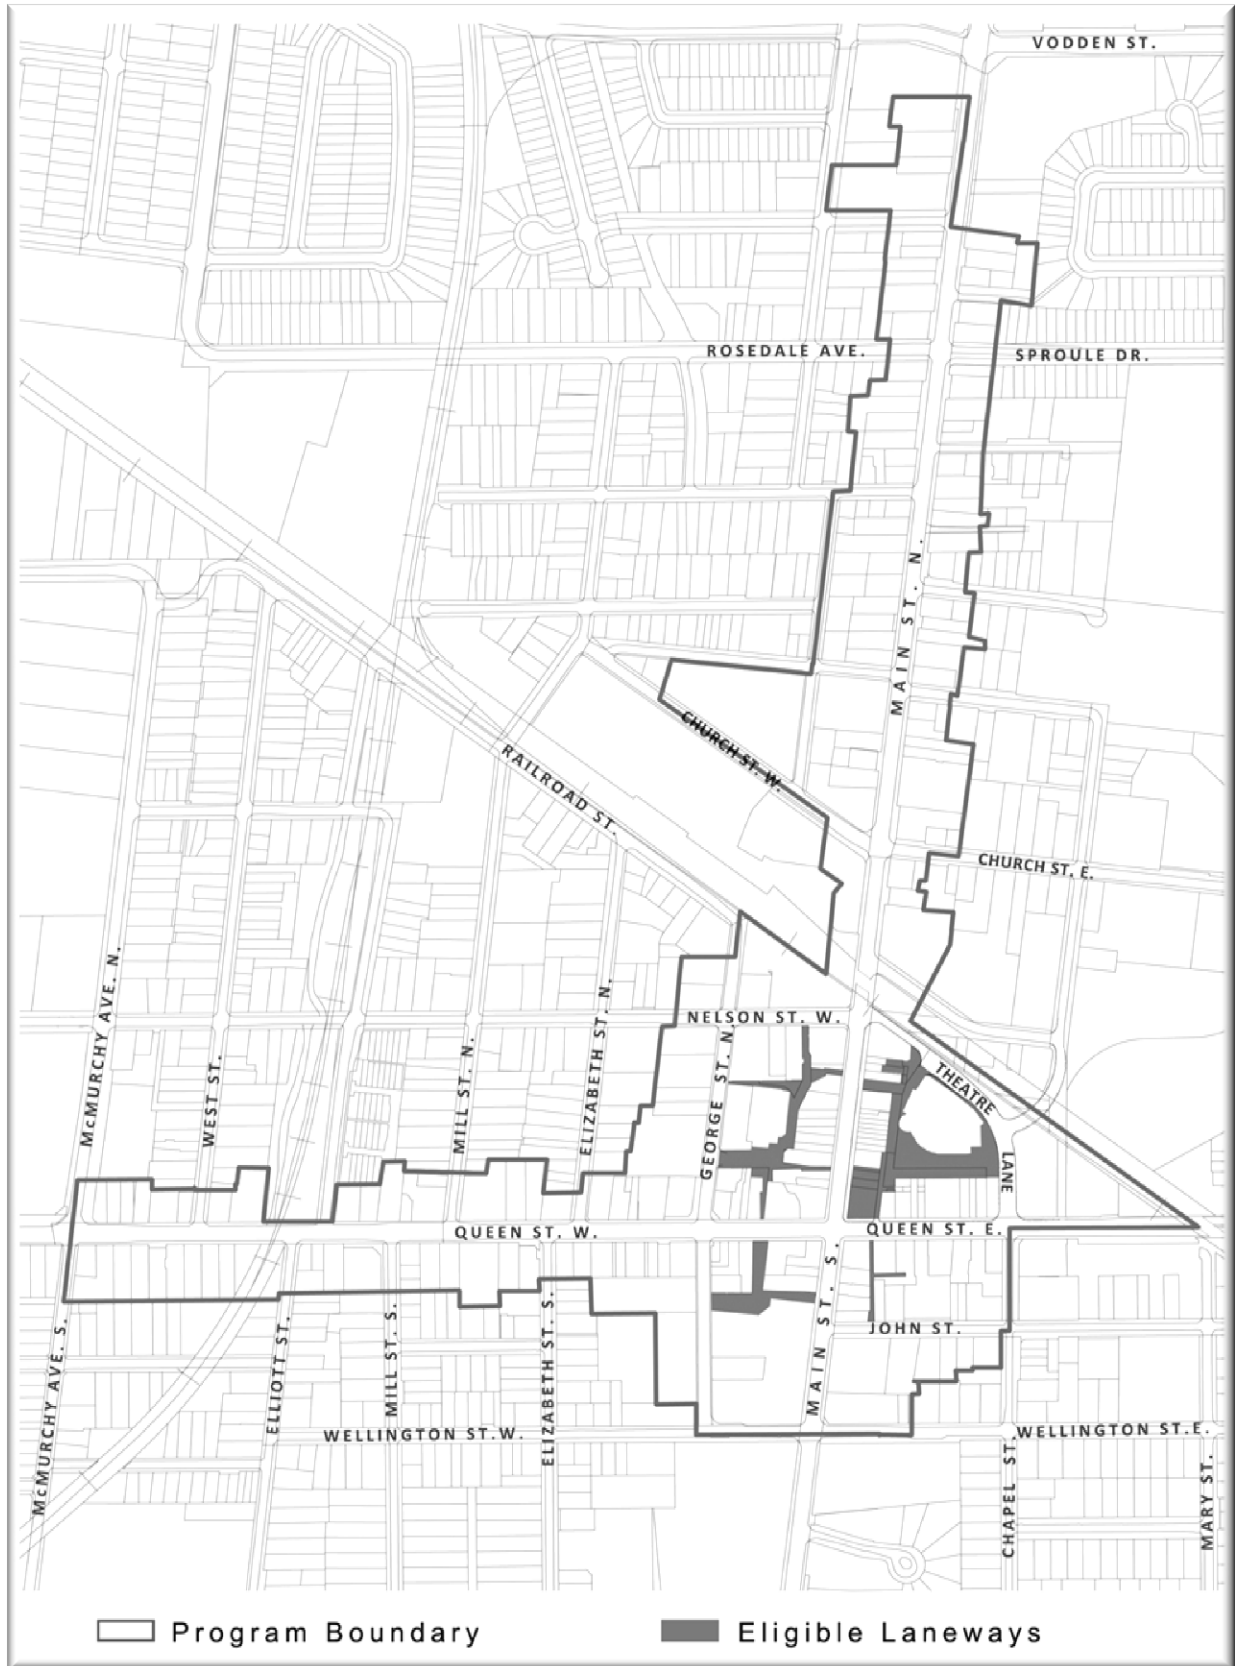 VODDEN ST.
ROSEDALE AVE.
SPROULE DR.
MAIN ST. N.
CHURCH ST. W.
RAILROAD ST.
CHURCH ST. E.
McMURCHY AVE. N.
WEST ST.
MILL ST. N.
ELIZABETH ST. N.
NELSON ST. W.
GEORGE ST. N.
THEATRE
LANE
QUEEN ST. W.
QUEEN ST. E.
MAIN ST. S.
JOHN ST.
McMURCHY AVE. S.
ELLIOTT ST.
MILL ST. S.
ELIZABETH ST. S.
WELLINGTON ST.W.
WELLINGTON ST.E.
CHAPEL ST.
MARY ST.
Program Boundary
Eligible Laneways